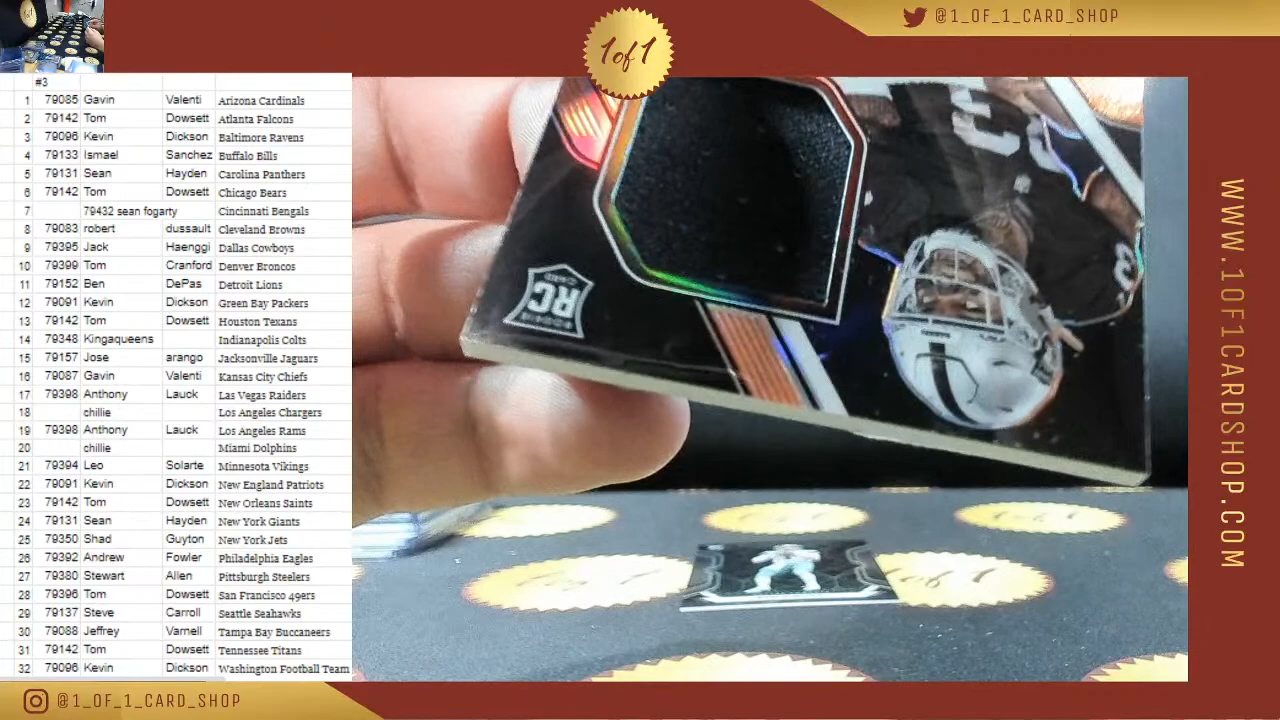 @1_OF_1_CARD_SHOP
1of1
#3
1 79085 Gavin Valenti Arizona Cardinals
2 79142 Tom Dowsett Atlanta Falcons
3 79096 Kevin Dickson Baltimore Ravens
4 79133 Ismael Sanchez Buffalo Bills
5 79131 Sean Hayden Carolina Panthers
6 79142 Tom Dowsett Chicago Bears
7 79432 sean fogarty Cincinnati Bengals
8 79083 robert dussault Cleveland Browns
9 79395 Jack Haenggi Dallas Cowboys
10 79399 Tom Cranford Denver Broncos
11 79152 Ben DePas Detroit Lions
12 79091 Kevin Dickson Green Bay Packers
13 79142 Tom Dowsett Houston Texans
14 79348 Kingaqueens Indianapolis Colts
15 79157 Jose arango Jacksonville Jaguars
16 79087 Gavin Valenti Kansas City Chiefs
17 79398 Anthony Lauck Las Vegas Raiders
18 chillie Los Angeles Chargers
19 79398 Anthony Lauck Los Angeles Rams
20 chillie Miami Dolphins
21 79394 Leo Solarte Minnesota Vikings
22 79091 Kevin Dickson New England Patriots
23 79142 Tom Dowsett New Orleans Saints
24 79131 Sean Hayden New York Giants
25 79350 Shad Guyton New York Jets
26 79392 Andrew Fowler Philadelphia Eagles
27 79380 Stewart Allen Pittsburgh Steelers
28 79396 Tom Dowsett San Francisco 49ers
29 79137 Steve Carroll Seattle Seahawks
30 79088 Jeffrey Varnell Tampa Bay Buccaneers
31 79142 Tom Dowsett Tennessee Titans
32 79096 Kevin Dickson Washington Football Team
RC
WWW.1OF1CARDSHOP.COM
@1_OF_1_CARD_SHOP